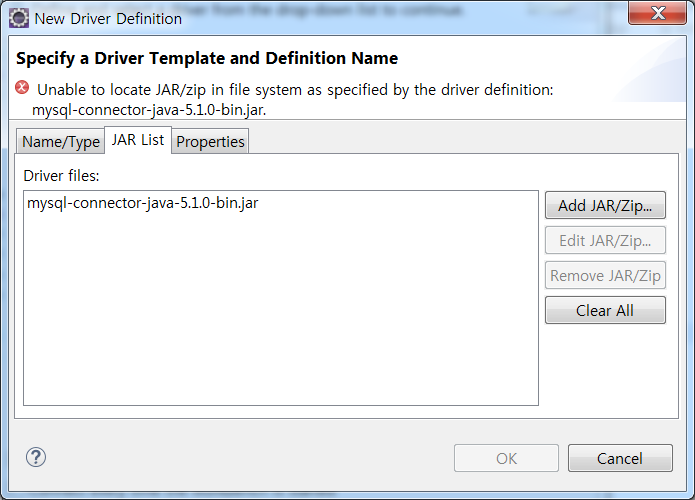 New Driver Definition
Specify a Driver Template and Definition Name
Unable to locate JAR/zip in file system as specified by the driver definition:
mysql-connector-java-5.1.0-bin.jar.
Name/Type JAR List Properties
Driver files:
mysql-connector-java-5.1.0-bin.jar
Add JAR/Zip...
Edit JAR/Zip...
Remove JAR/Zip
Clear All
OK Cancel